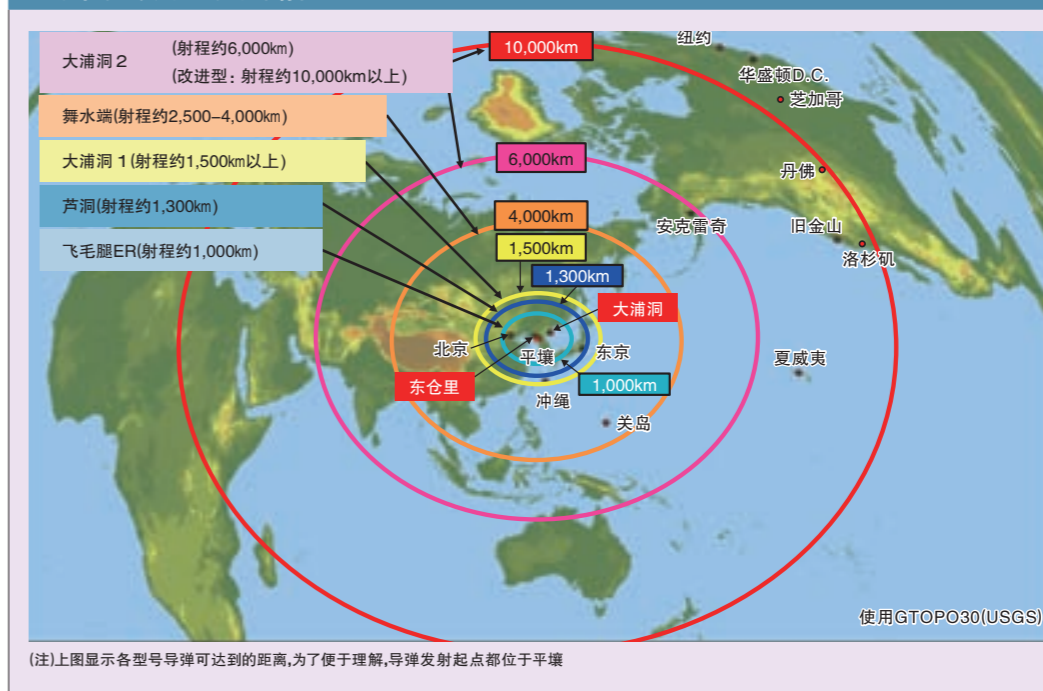 大浦洞2 (射程约6,000km)
(改进型：射程约10,000km以上)
舞水端(射程约2,500–4,000km)
大浦洞1(射程约1,500km以上)
芦洞(射程约1,300km)
飞毛腿ER(射程约1,000km)
10,000km
6,000km
4,000km
1,500km
1,300km
1,000km
纽约
华盛顿D.C.
芝加哥
丹佛
安克雷奇
旧金山
洛杉矶
大浦洞
北京
平壤
东京
夏威夷
东仓里
冲绳
关岛
使用GTOPO30(USGS)
(注)上图显示各型号导弹可达到的距离,为了便于理解,导弹发射起点都位于平壤